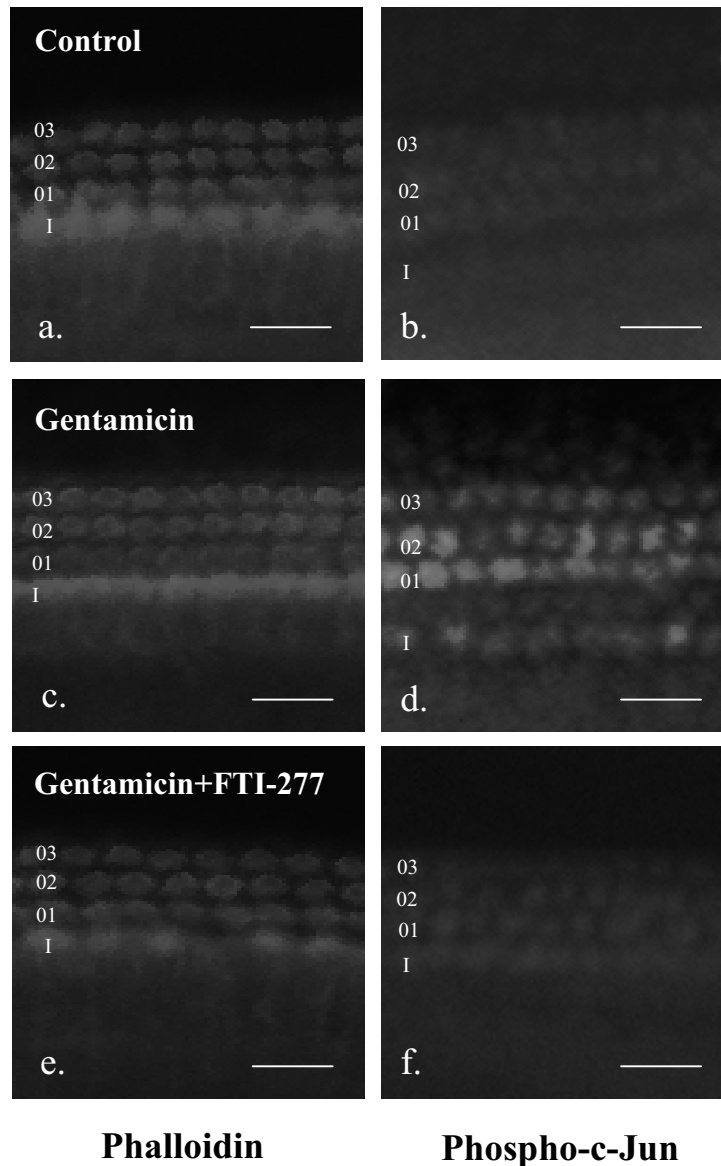 Control
03
02
01
I
a.
03
02
01
I
b.
Gentamicin
03
02
01
I
c.
03
02
01
I
d.
Gentamicin+FTI-277
03
02
01
I
e.
03
02
01
I
f.
Phalloidin
Phospho-c-Jun